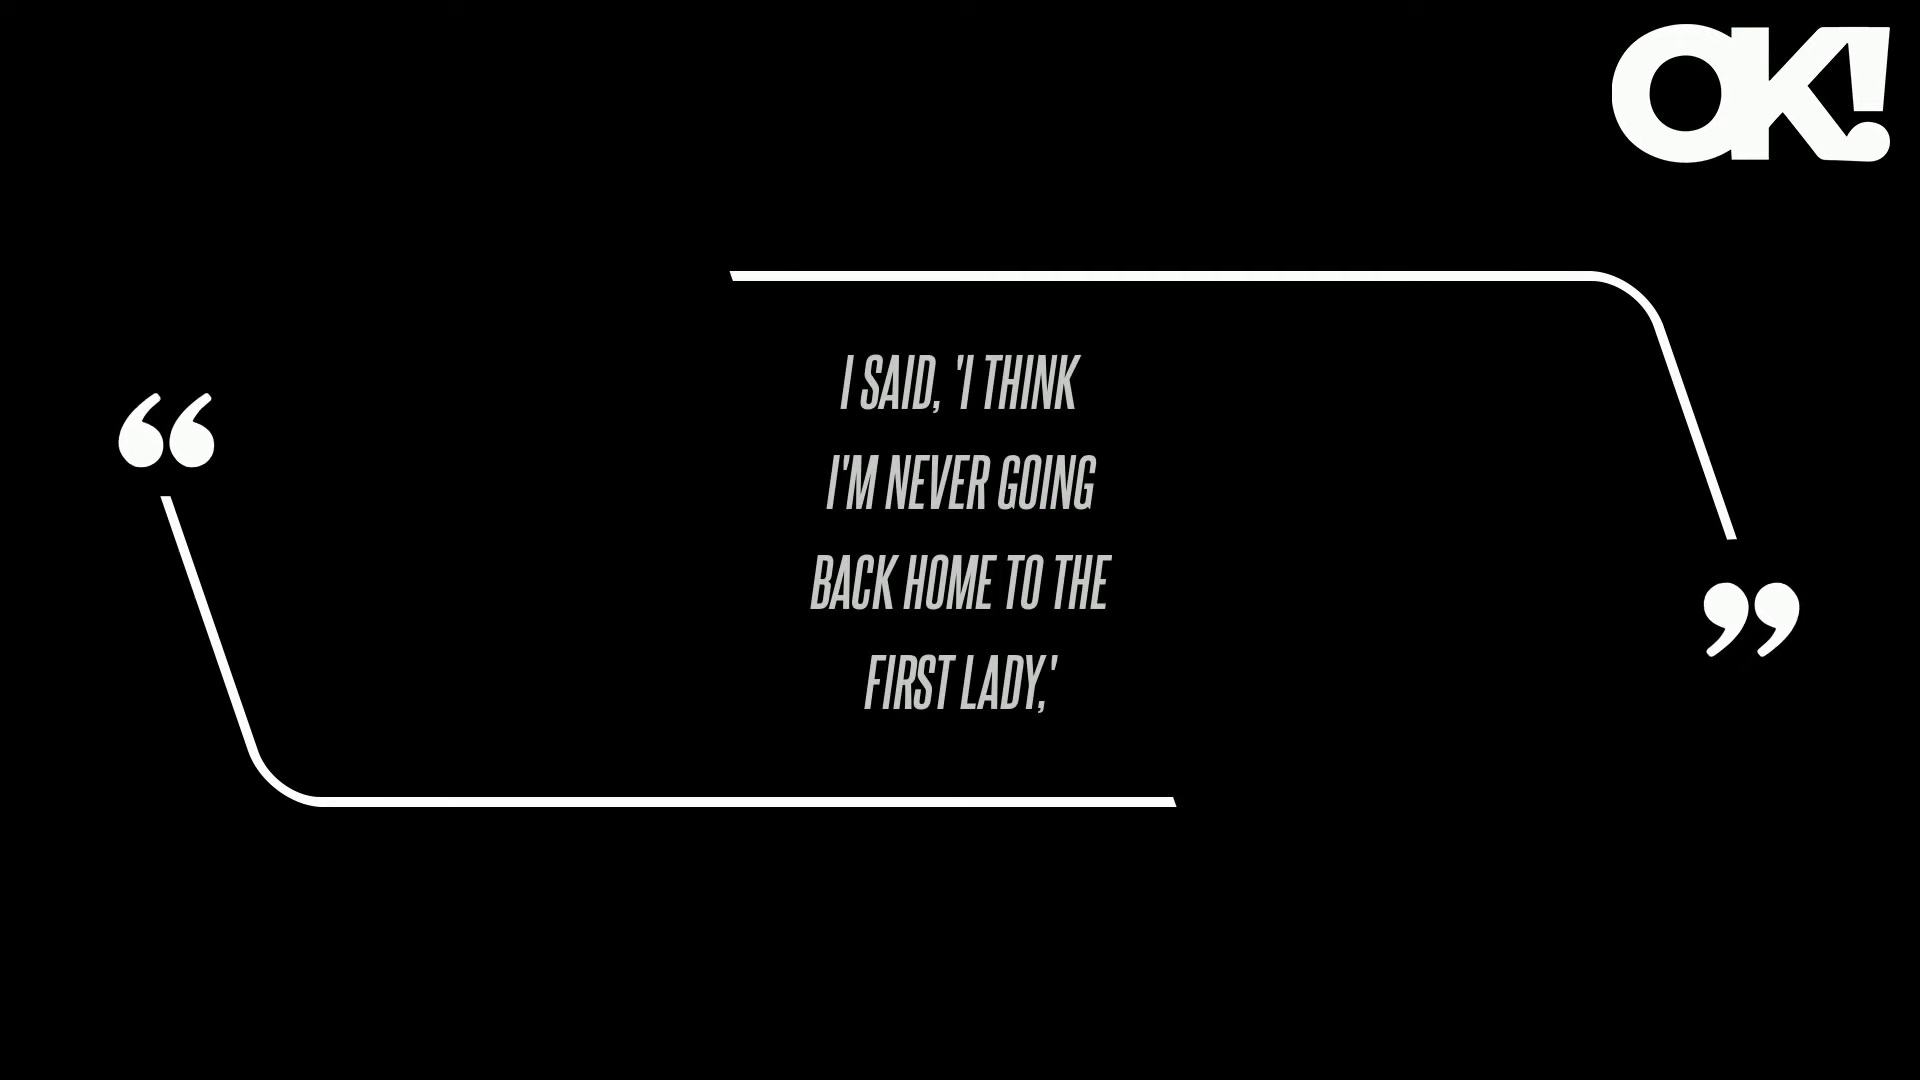 OK!
“
I SAID, 'I THINK
I'M NEVER GOING
BACK HOME TO THE
FIRST LADY,'
”